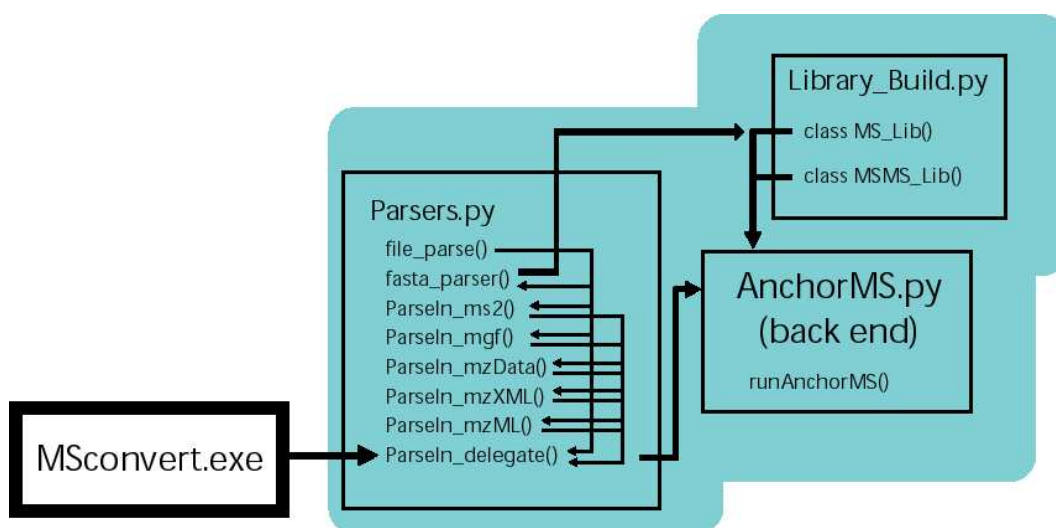 Library_Build.py
class MS_Lib()
class MSMS_Lib()
Parsers.py
file_parse()
fasta_parser()
ParseIn_ms2()
ParseIn_mgf()
ParseIn_mzData()
ParseIn_mzXML()
ParseIn_mzML()
ParseIn_delegate()
AnchorMS.py
(back end)
runAnchorMS()
MSconvert.exe